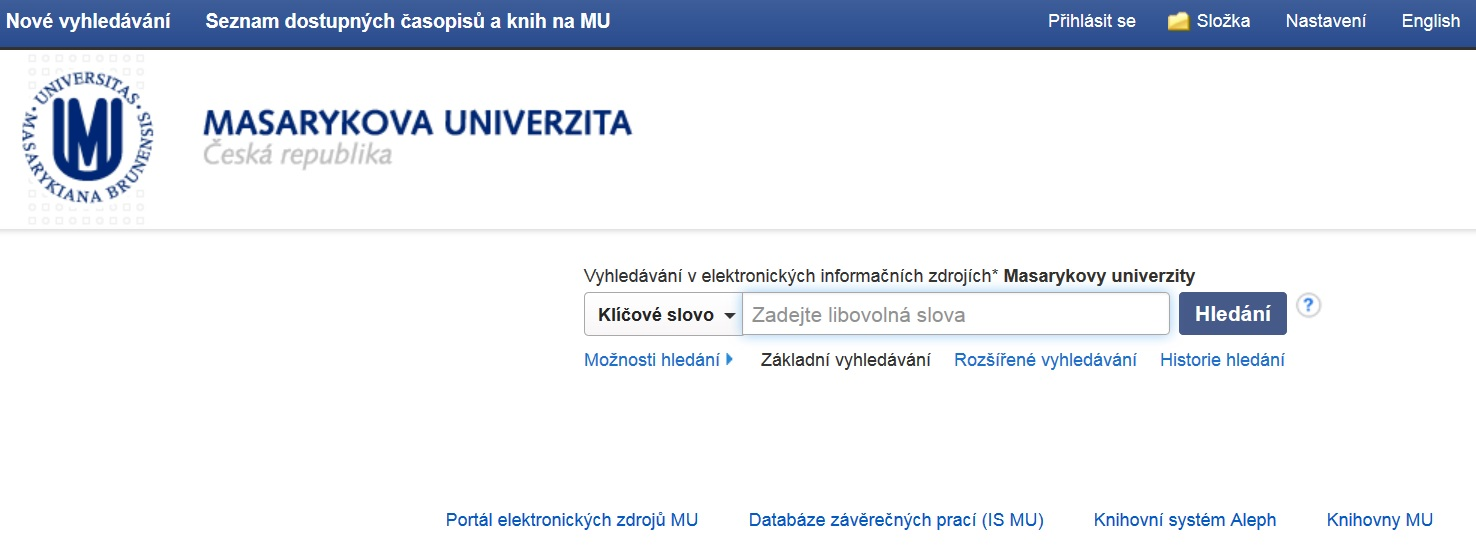 Nové vyhledávání Seznam dostupných časopisů a knih na MU Přihlásit se Složka Nastavení English
UNIVERSITAS MASARYKIANA BRUNENSIS
MU
MASARYKOVA UNIVERZITA
Česká republika
Vyhledávání v elektronických informačních zdrojích* Masarykovy univerzity
Klíčové slovo Zadejte libovolná slova Hledání ?
Možnosti hledání Základní vyhledávání Rozšířené vyhledávání Historie hledání
Portál elektronických zdrojů MU Databáze závěrečných prací (IS MU) Knihovní systém Aleph Knihovny MU